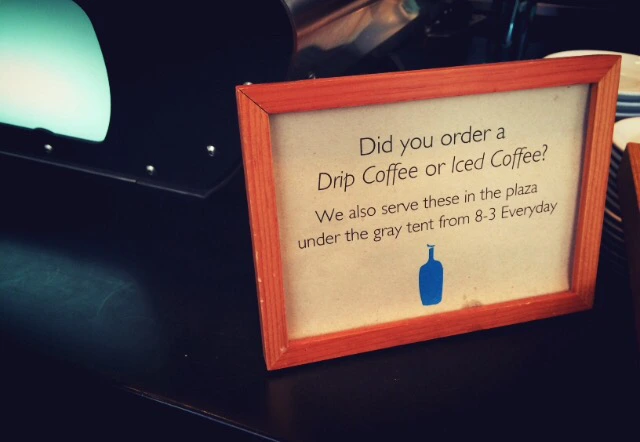 Did you order a
Drip Coffee or Iced Coffee?
We also serve these in the plaza
under the gray tent from 8-3 Everyday